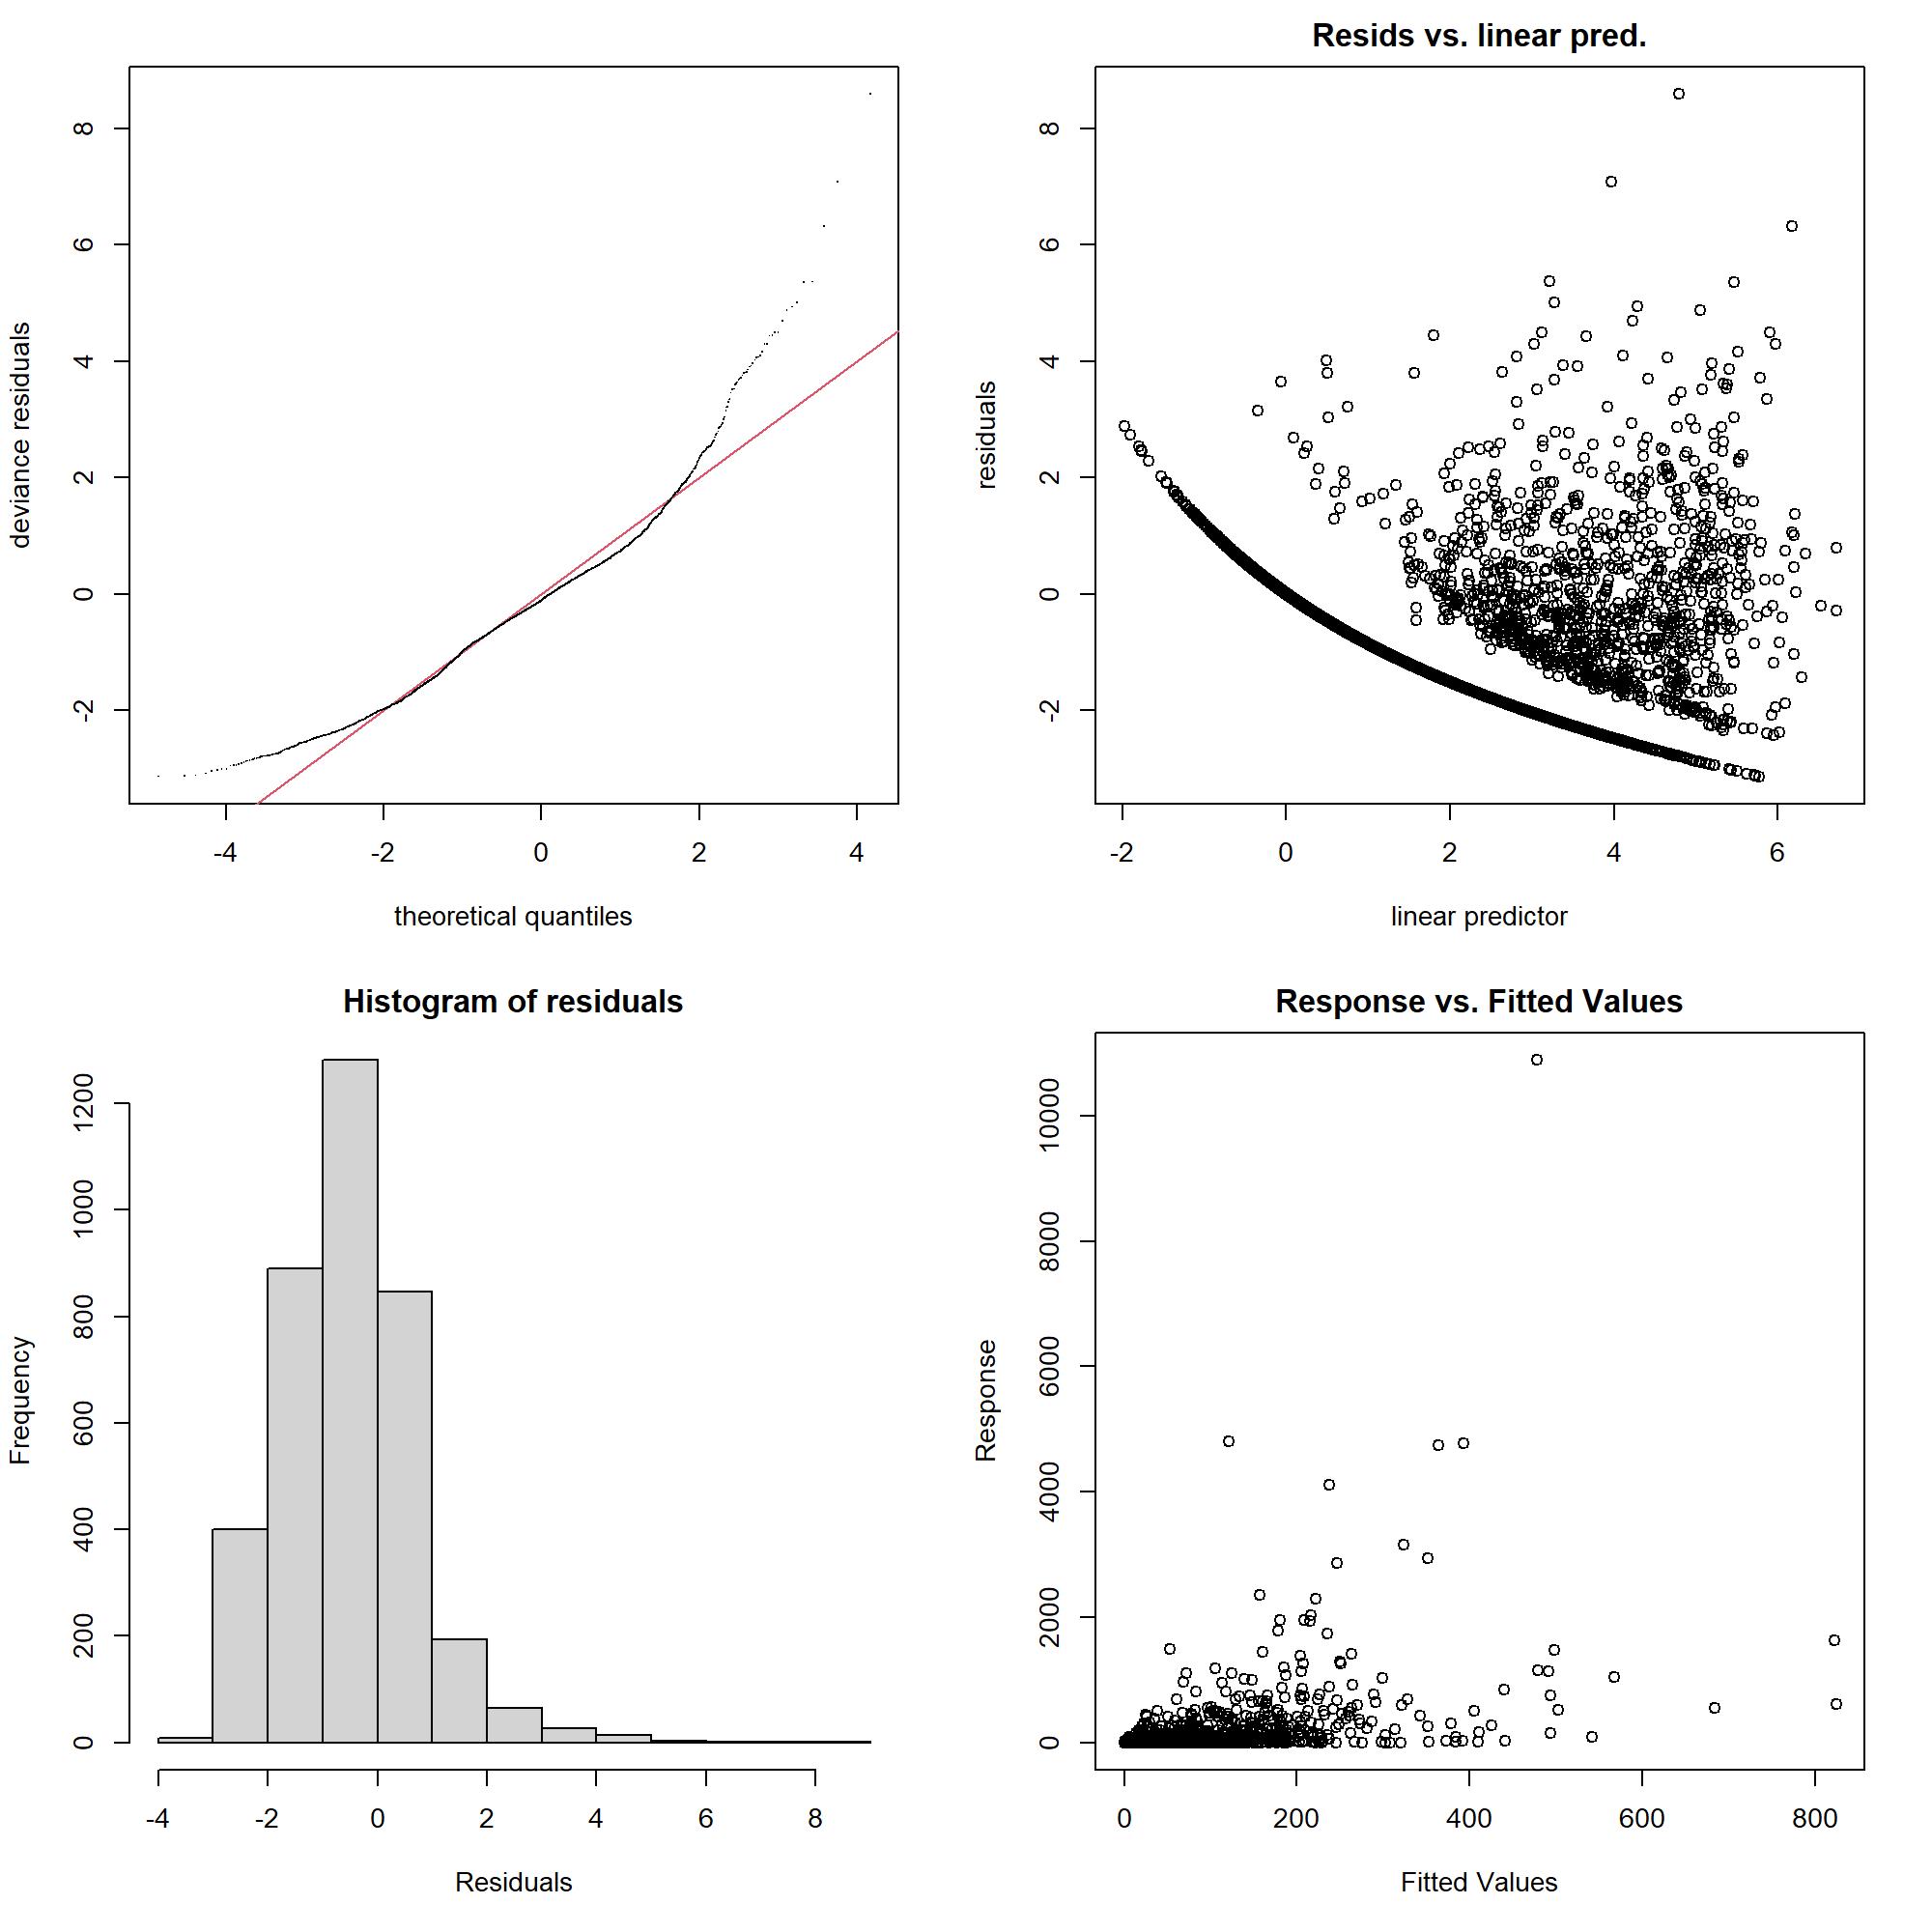 deviance residuals
8
6
4
2
0
-2
-4 -2 0 2 4
theoretical quantiles
Resids vs. linear pred.
residuals
8
6
4
2
0
-2
-2 0 2 4 6
linear predictor
Histogram of residuals
Frequency
1200
1000
800
600
400
200
0
-4 -2 0 2 4 6 8
Residuals
Response vs. Fitted Values
Response
10000
8000
6000
4000
2000
0
0 200 400 600 800
Fitted Values